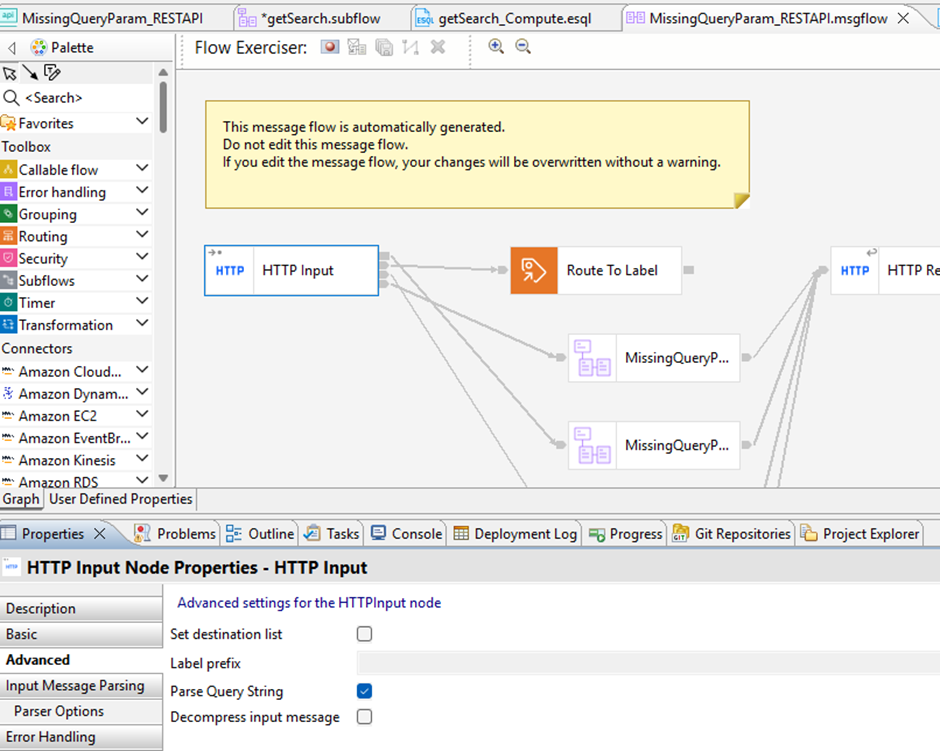 MissingQueryParam_RESTAPI
*getSearch.subflow
getSearch_Compute.esql
MissingQueryParam_RESTAPI.msgflow
Palette
Flow Exerciser:
<Search>
Favorites
Toolbox
Callable flow
Error handling
Grouping
Routing
Security
Subflows
Timer
Transformation
Connectors
Amazon Cloud...
Amazon Dynam...
Amazon EC2
Amazon EventBr...
Amazon Kinesis
Amazon RDS
This message flow is automatically generated.
Do not edit this message flow.
If you edit the message flow, your changes will be overwritten without a warning.
HTTP
HTTP Input
Route To Label
HTTP
HTTP Re
MissingQueryP...
MissingQueryP...
Graph
User Defined Properties
Properties
Problems
Outline
Tasks
Console
Deployment Log
Progress
GIT
Git Repositories
Project Explorer
HTTP Input Node Properties - HTTP Input
Description
Basic
Advanced
Input Message Parsing
Parser Options
Error Handling
Advanced settings for the HTTPInput node
Set destination list
Label prefix
Parse Query String
Decompress input message